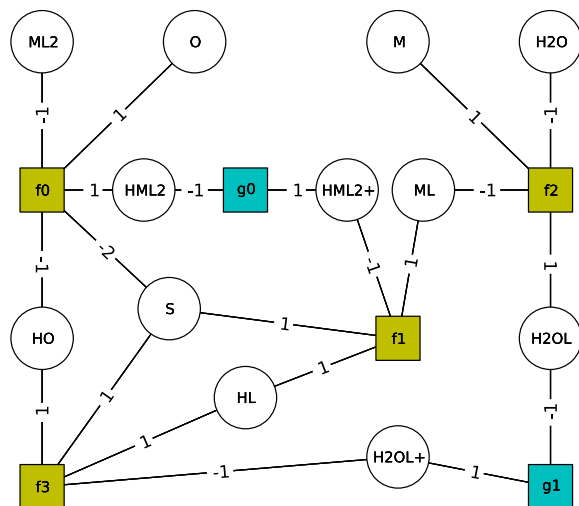 ML2 O M H2O
-1 1 1 -1
f0 1 HML2 -1 g0 1 HML2+ ML -1 f2
-1 -2 -1 1 1
S
HO 1 f1 H2OL
1 1 HL 1 -1
1
f3 -1 H2OL+ 1 g1